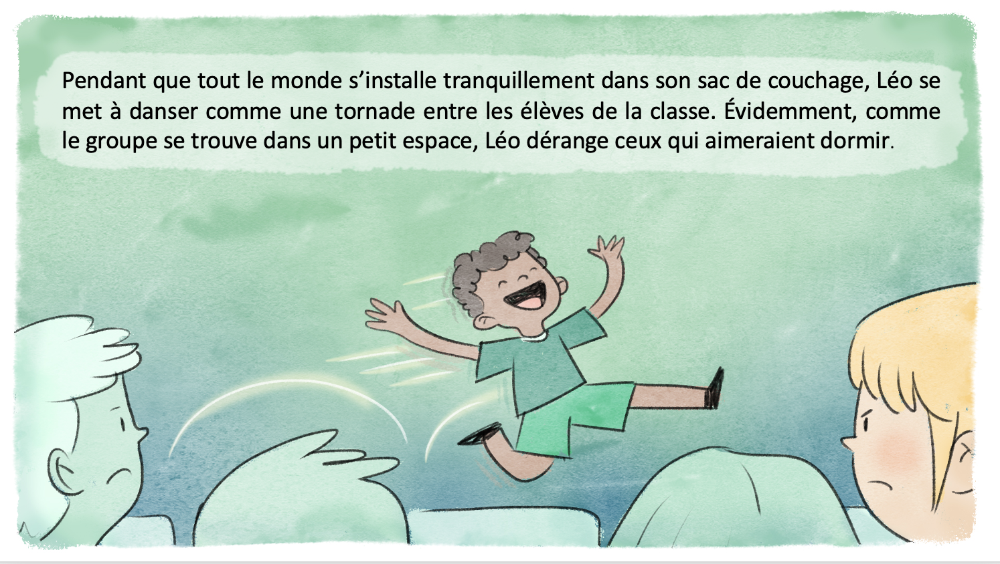 Pendant que tout le monde s’installe tranquillement dans son sac de couchage, Léo se
met à danser comme une tornade entre les élèves de la classe. Évidemment, comme
le groupe se trouve dans un petit espace, Léo dérange ceux qui aimeraient dormir.